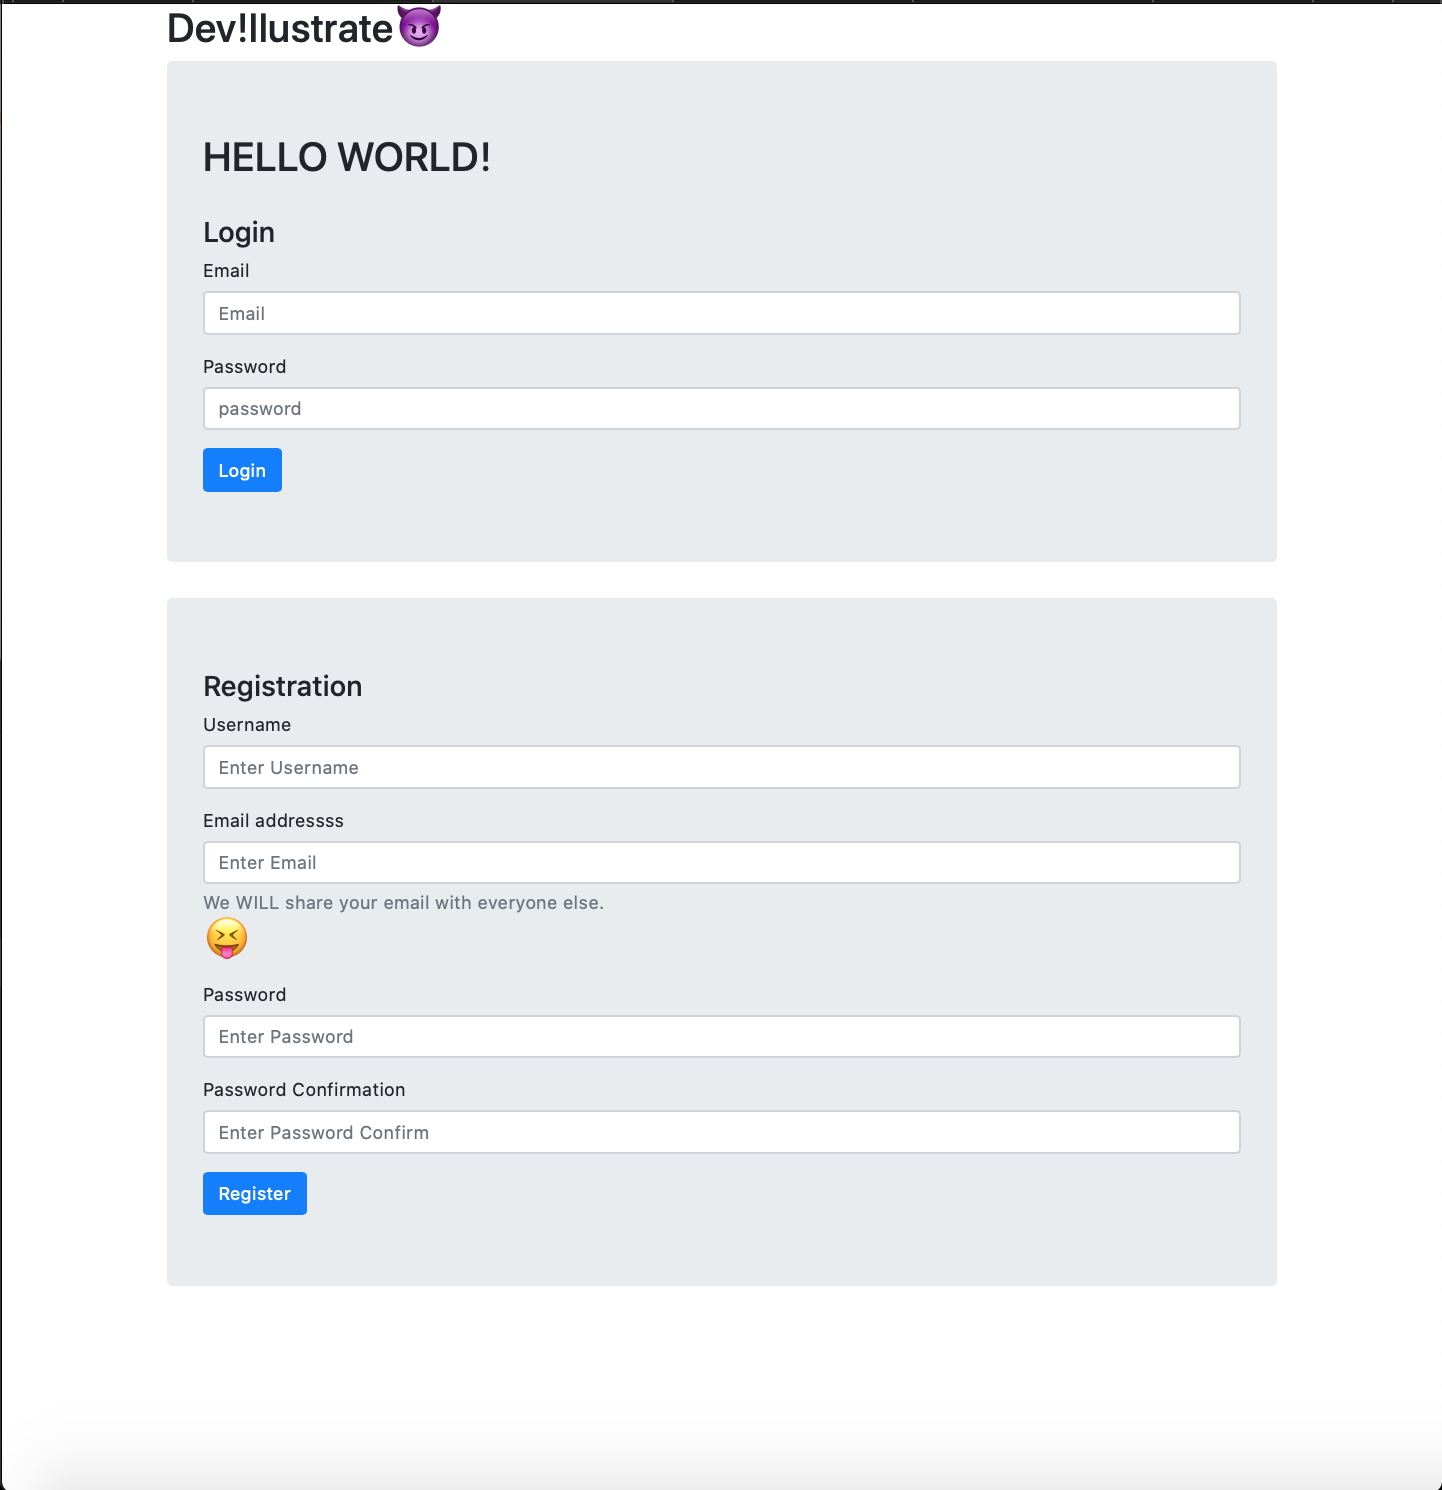 Dev!llustrate😈
HELLO WORLD!
Login
Email
Email
Password
password
Login
Registration
Username
Enter Username
Email addressss
Enter Email
We WILL share your email with everyone else.
😝
Password
Enter Password
Password Confirmation
Enter Password Confirm
Register